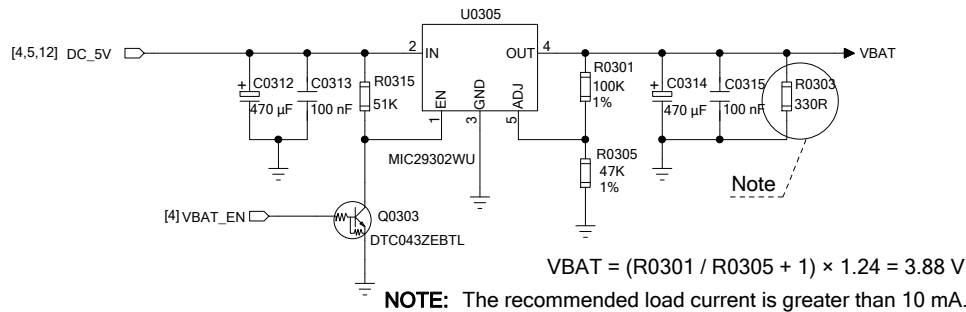 U0305
[4,5,12] DC_5V
2 IN
OUT 4
VBAT
EN
GND
ADJ
1
3
5
MIC29302WU
+ C0312
470 µF
C0313
100 nF
R0315
51K
R0301
100K
1%
R0305
47K
1%
+ C0314
470 µF
C0315
100 nF
R0303
330R
Note
[4] VBAT_EN
Q0303
DTC043ZEBTL
VBAT = (R0301 / R0305 + 1) × 1.24 = 3.88 V
NOTE: The recommended load current is greater than 10 mA.